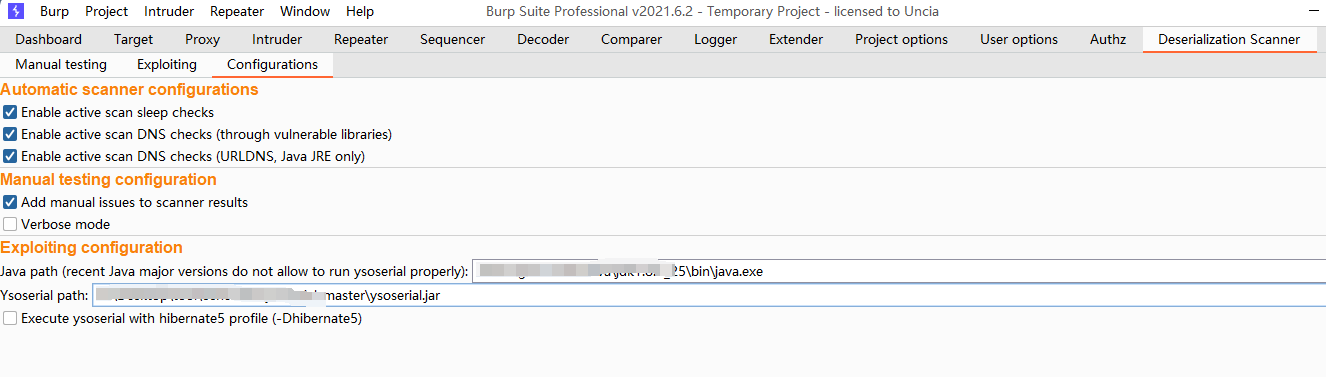 Burp Project Intruder Repeater Window Help Burp Suite Professional v2021.6.2 - Temporary Project - licensed to Uncia
Dashboard Target Proxy Intruder Repeater Sequencer Decoder Comparer Logger Extender Project options User options Authz Deserialization Scanner
Manual testing Exploiting Configurations
Automatic scanner configurations
Enable active scan sleep checks
Enable active scan DNS checks (through vulnerable libraries)
Enable active scan DNS checks (URLDNS, Java JRE only)
Manual testing configuration
Add manual issues to scanner results
Verbose mode
Exploiting configuration
Java path (recent Java major versions do not allow to run ysoserial properly): _25\bin\java.exe
Ysoserial path: master\ysoserial.jar
Execute ysoserial with hibernate5 profile (-Dhibernate5)